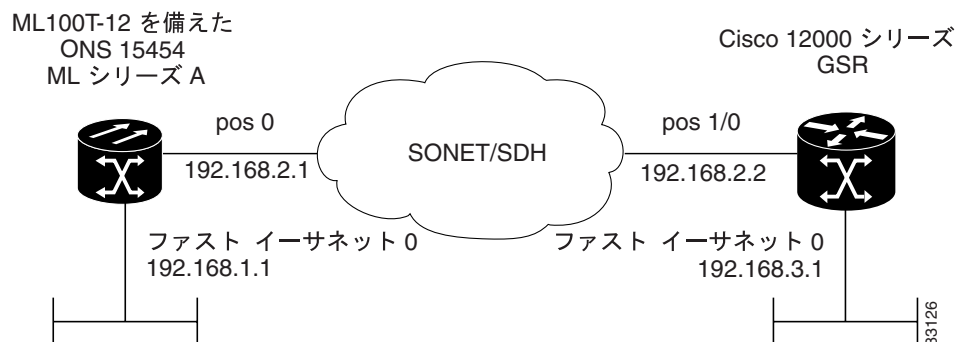 ML100T-12 を備えた
ONS 15454
ML シリーズ A
Cisco 12000 シリーズ
GSR
pos 0
SONET/SDH
pos 1/0
192.168.2.1
192.168.2.2
ファスト イーサネット 0
192.168.1.1
ファスト イーサネット 0
192.168.3.1
83126